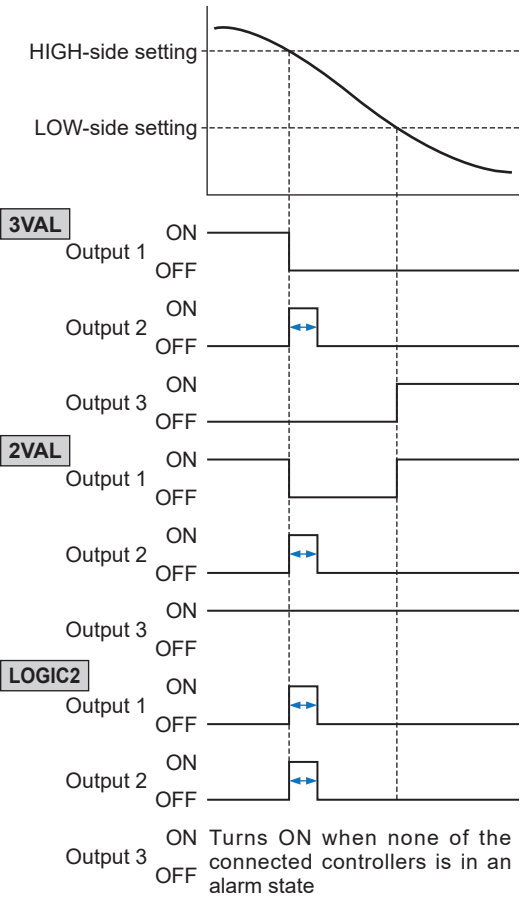 HIGH-side setting
LOW-side setting
3VAL
ON
Output 1
OFF
ON
Output 2
OFF
ON
Output 3
OFF
2VAL
ON
Output 1
OFF
ON
Output 2
OFF
ON
Output 3
OFF
LOGIC2
ON
Output 1
OFF
ON
Output 2
OFF
ON
Output 3
OFF
Turns ON when none of the
connected controllers is in an
alarm state